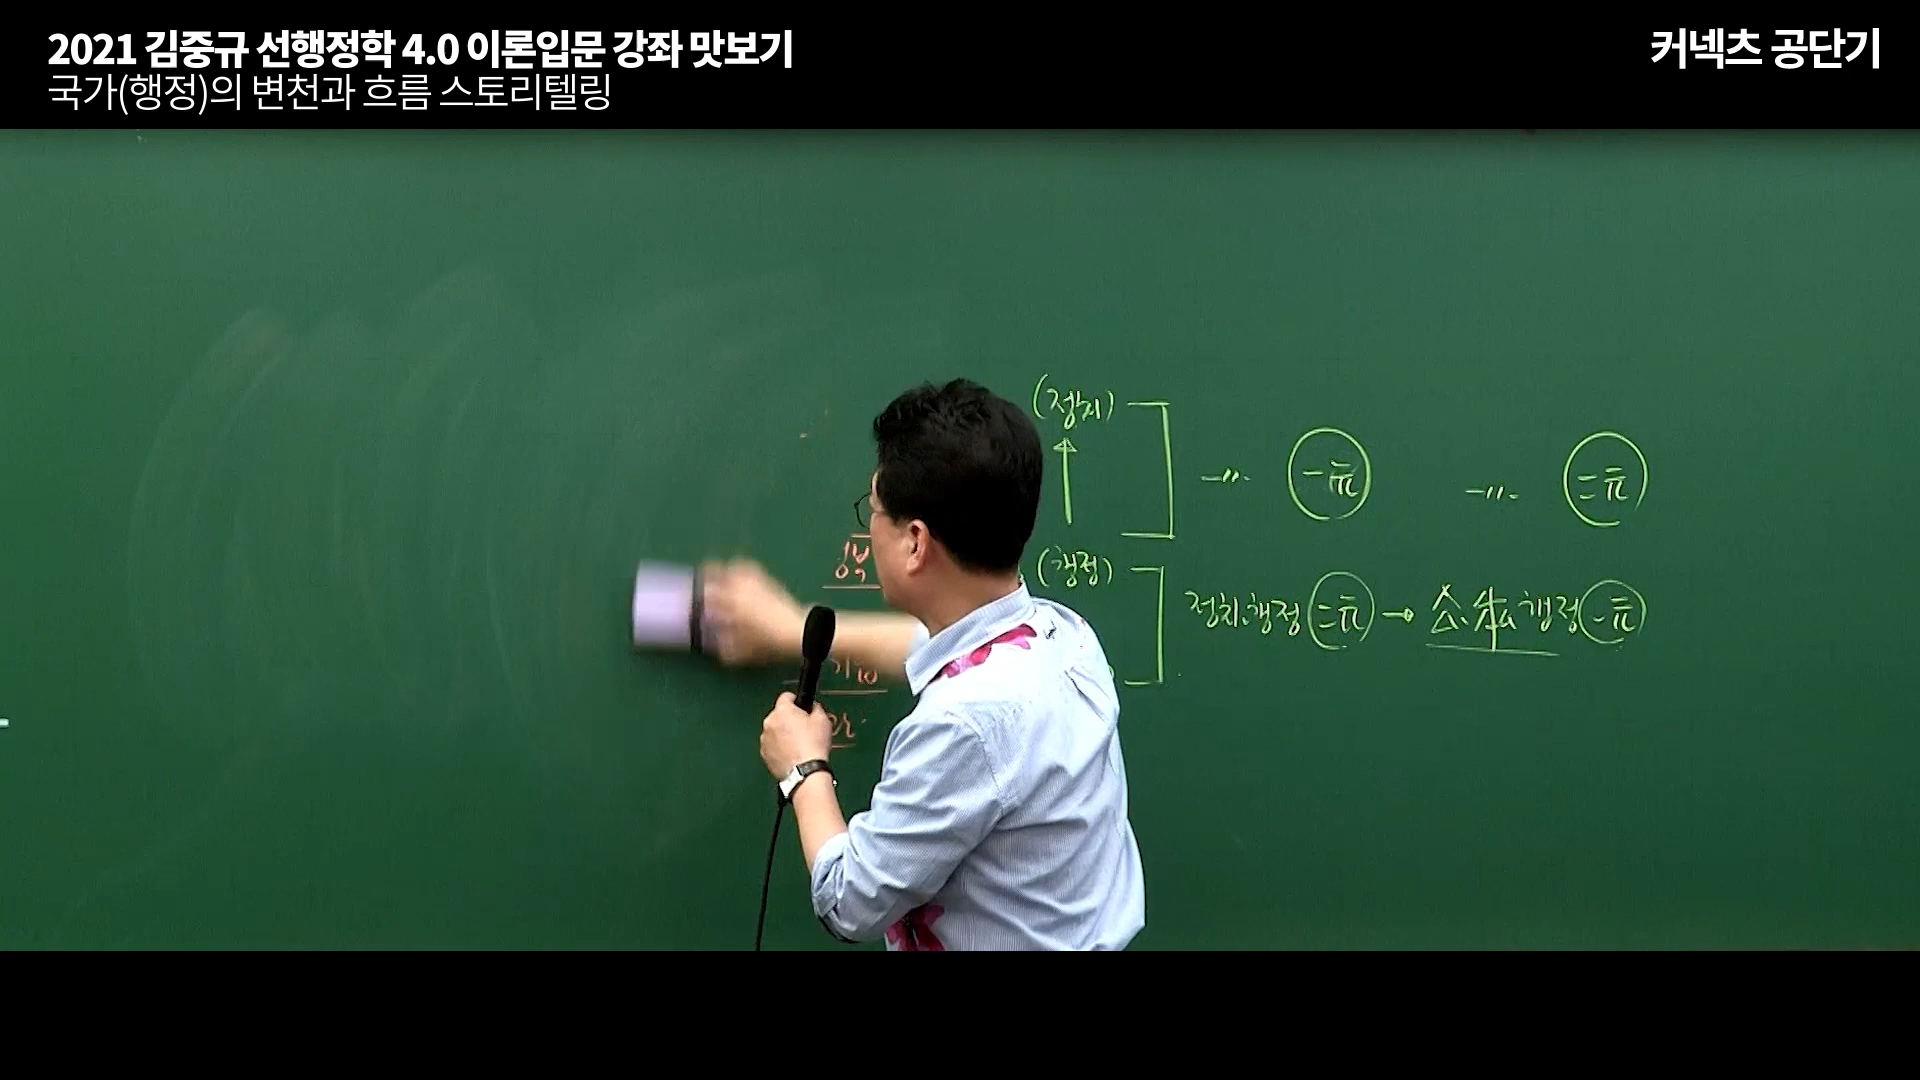 2021 김중규 선행정학 4.0 이론입문 강좌 맛보기
국가(행정)의 변천과 흐름 스토리텔링
커넥츠 공단기
(정치)
-〃- 一元 -〃- 二元
(행정)
정치·행정 二元 → 公·私 행정 一元